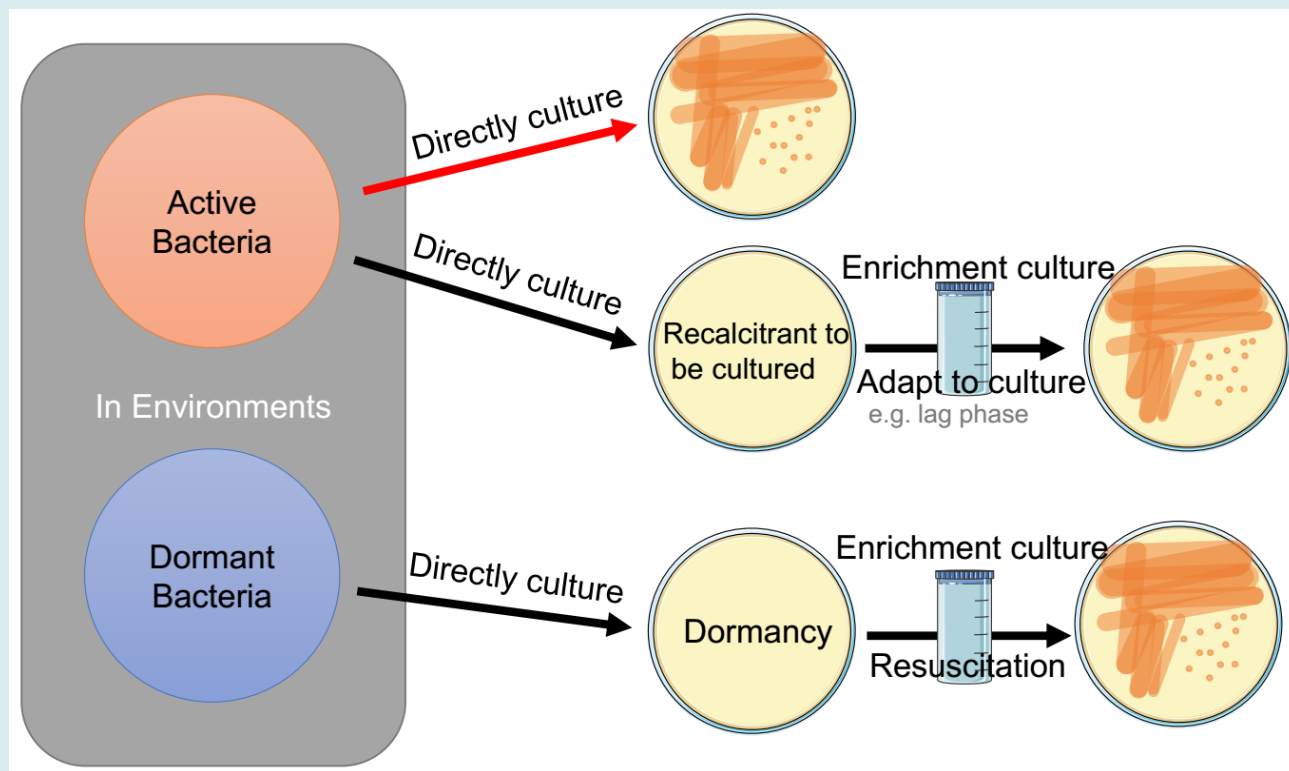 Directly culture
Active
Bacteria
Directly culture
Enrichment culture
Recalcitrant to
be cultured
Adapt to culture
e.g. lag phase
In Environments
Dormant
Bacteria
Directly culture
Enrichment culture
Dormancy
Resuscitation